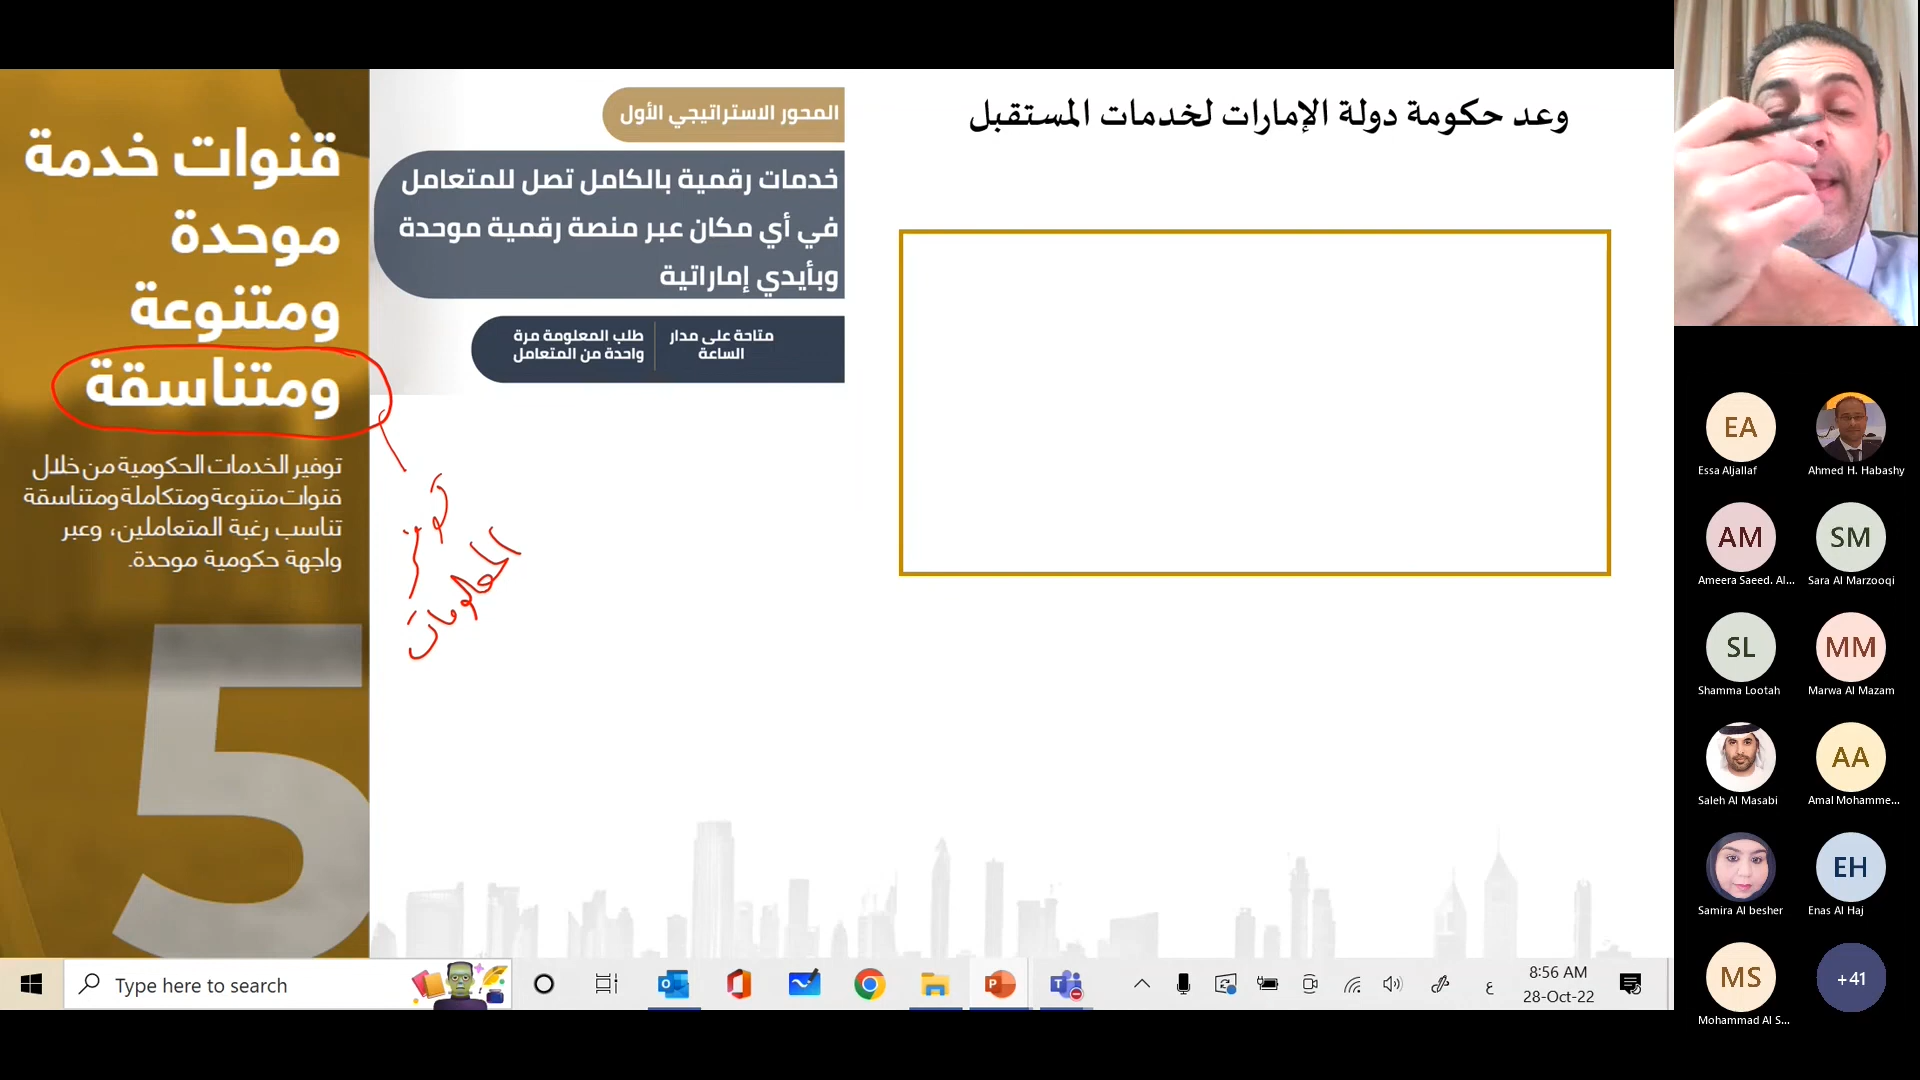 وعد حكومة دولة الإمارات لخدمات المستقبل
المحور الاستراتيجي الأول
خدمات رقمية بالكامل تصل للمتعامل
في أي مكان عبر منصة رقمية موحدة
وبأيدي إماراتية
متاحة على مدار
الساعة
طلب المعلومة مرة
واحدة من المتعامل
قنوات خدمة
موحدة
ومتنوعة
ومتناسقة
توفير الخدمات الحكومية من خلال
قنوات متنوعة ومتكاملة ومتناسقة
تناسب رغبة المتعاملين، وعبر
واجهة حكومية موحدة.
5
المعلومات
EA
Essa Aljallaf
Ahmed H. Habashy
AM
Ameera Saeed. Al...
SM
Sara Al Marzooqi
SL
Shamma Lootah
MM
Marwa Al Mazam
Saleh Al Masabi
AA
Amal Mohamme...
Samira Al besher
EH
Enas Al Haj
MS
Mohammad Al S...
+41
Type here to search
ع
8:56 AM
28-Oct-22